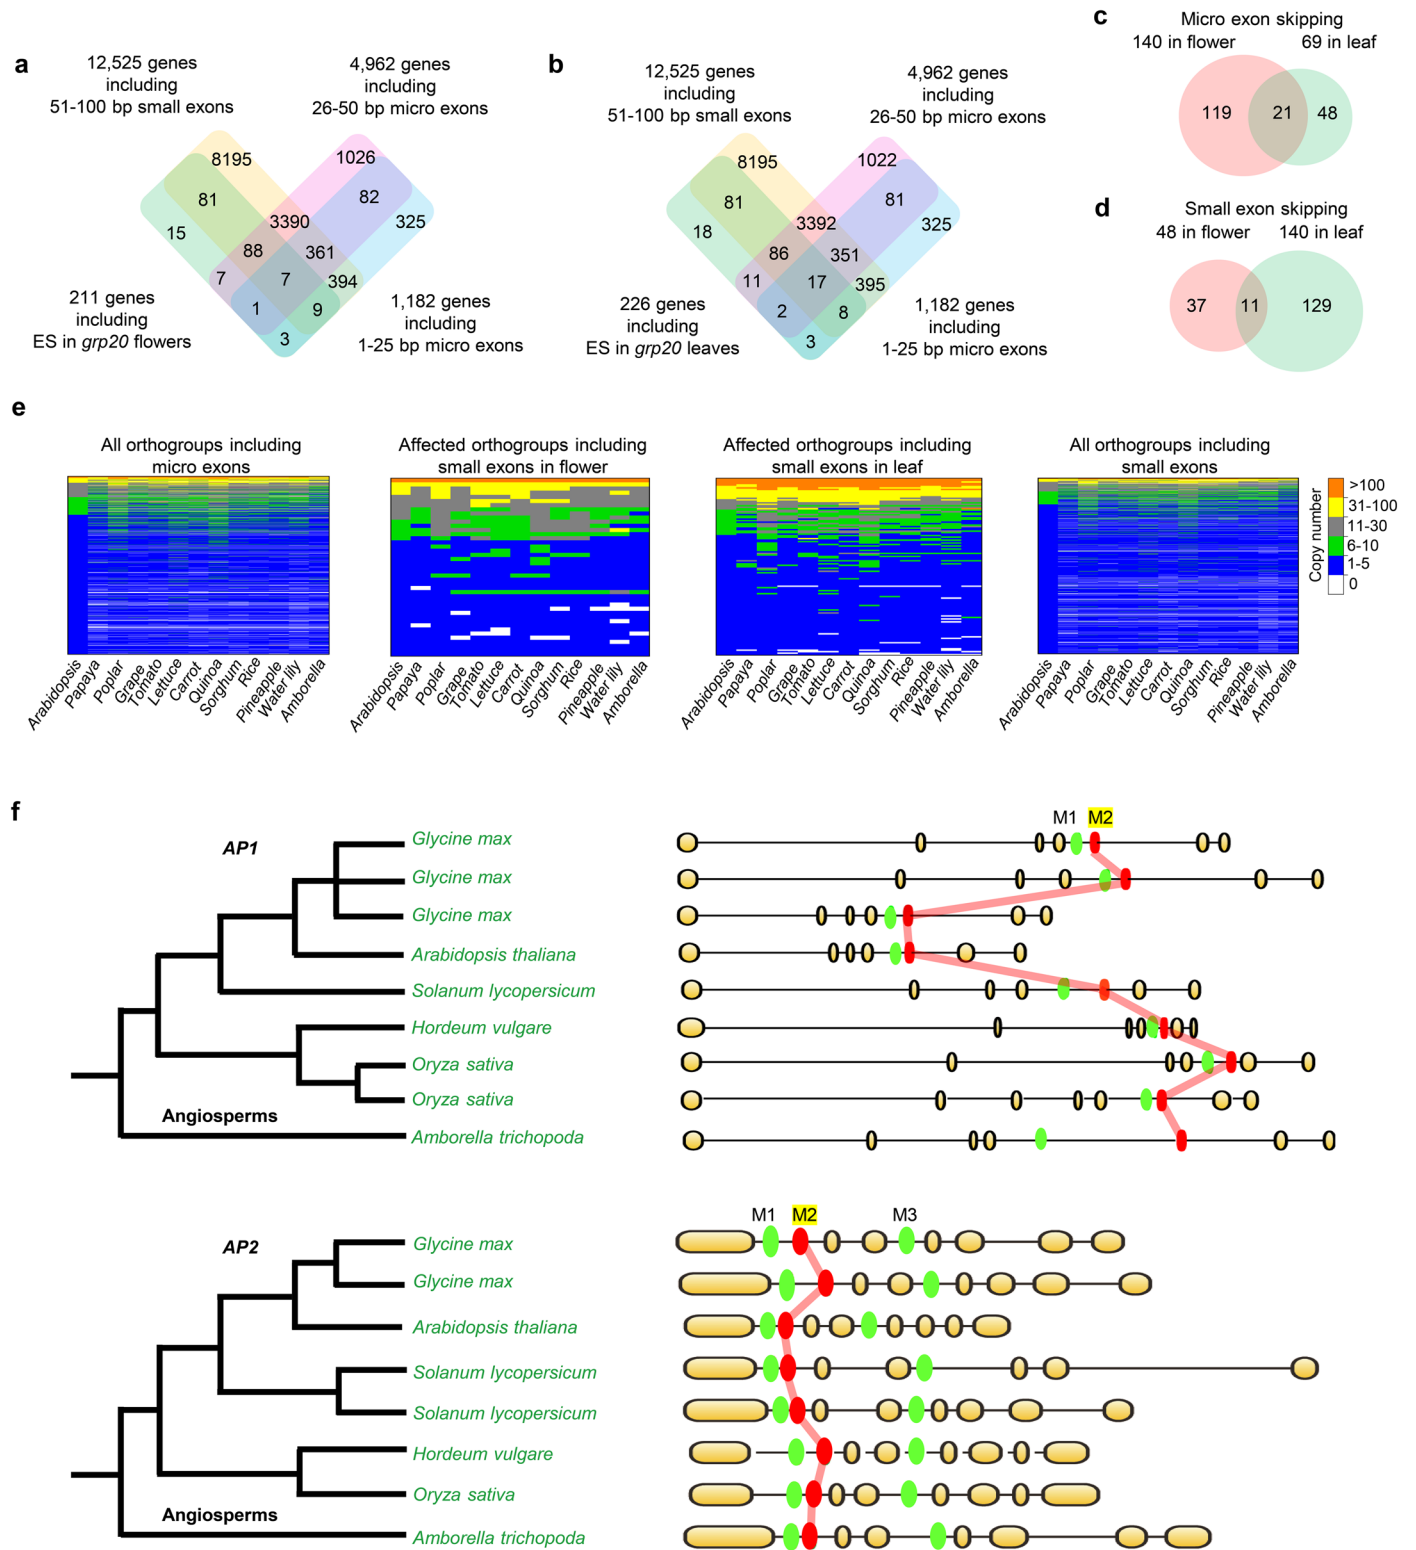 a
12,525 genes
including
51-100 bp small exons
4,962 genes
including
26-50 bp micro exons
8195
1026
81
82
15
3390
325
88
361
7
7
394
1
9
3
211 genes
including
ES in grp20 flowers
1,182 genes
including
1-25 bp micro exons
b
12,525 genes
including
51-100 bp small exons
4,962 genes
including
26-50 bp micro exons
8195
1022
81
81
18
3392
325
86
351
11
17
395
2
8
3
226 genes
including
ES in grp20 leaves
1,182 genes
including
1-25 bp micro exons
c
Micro exon skipping
140 in flower
69 in leaf
119
21
48
d
Small exon skipping
48 in flower
140 in leaf
37
11
129
e
All orthogroups including
micro exons
Arabidopsis
Papaya
Poplar
Grape
Tomato
Lettuce
Carrot
Quinoa
Sorghum
Rice
Pineapple
Water lily
Amborella
Affected orthogroups including
small exons in flower
Arabidopsis
Papaya
Poplar
Grape
Tomato
Lettuce
Carrot
Quinoa
Sorghum
Rice
Pineapple
Water lily
Amborella
Affected orthogroups including
small exons in leaf
Arabidopsis
Papaya
Poplar
Grape
Tomato
Lettuce
Carrot
Quinoa
Sorghum
Rice
Pineapple
Water lily
Amborella
All orthogroups including
small exons
Arabidopsis
Papaya
Poplar
Grape
Tomato
Lettuce
Carrot
Quinoa
Sorghum
Rice
Pineapple
Water lily
Amborella
Copy number
>100
31-100
11-30
6-10
1-5
0
f
AP1
M1
M2
Glycine max
Glycine max
Glycine max
Arabidopsis thaliana
Solanum lycopersicum
Hordeum vulgare
Oryza sativa
Oryza sativa
Angiosperms
Amborella trichopoda
AP2
M1
M2
M3
Glycine max
Glycine max
Arabidopsis thaliana
Solanum lycopersicum
Solanum lycopersicum
Hordeum vulgare
Oryza sativa
Angiosperms
Amborella trichopoda